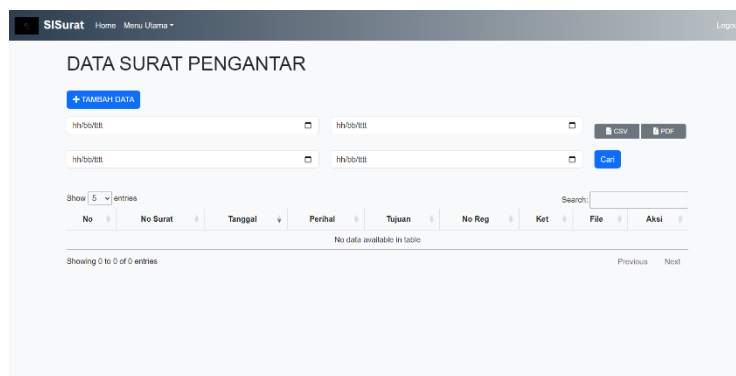 SISurat Home Menu Utama Logou
DATA SURAT PENGANTAR
+ TAMBAH DATA
hh/bb/tttt hh/bb/tttt CSV PDF
hh/bb/tttt hh/bb/tttt Cari
Show 5 entries Search:
No No Surat Tanggal Perihal Tujuan No Reg Ket File Aksi
No data available in table
Showing 0 to 0 of 0 entries Previous Next